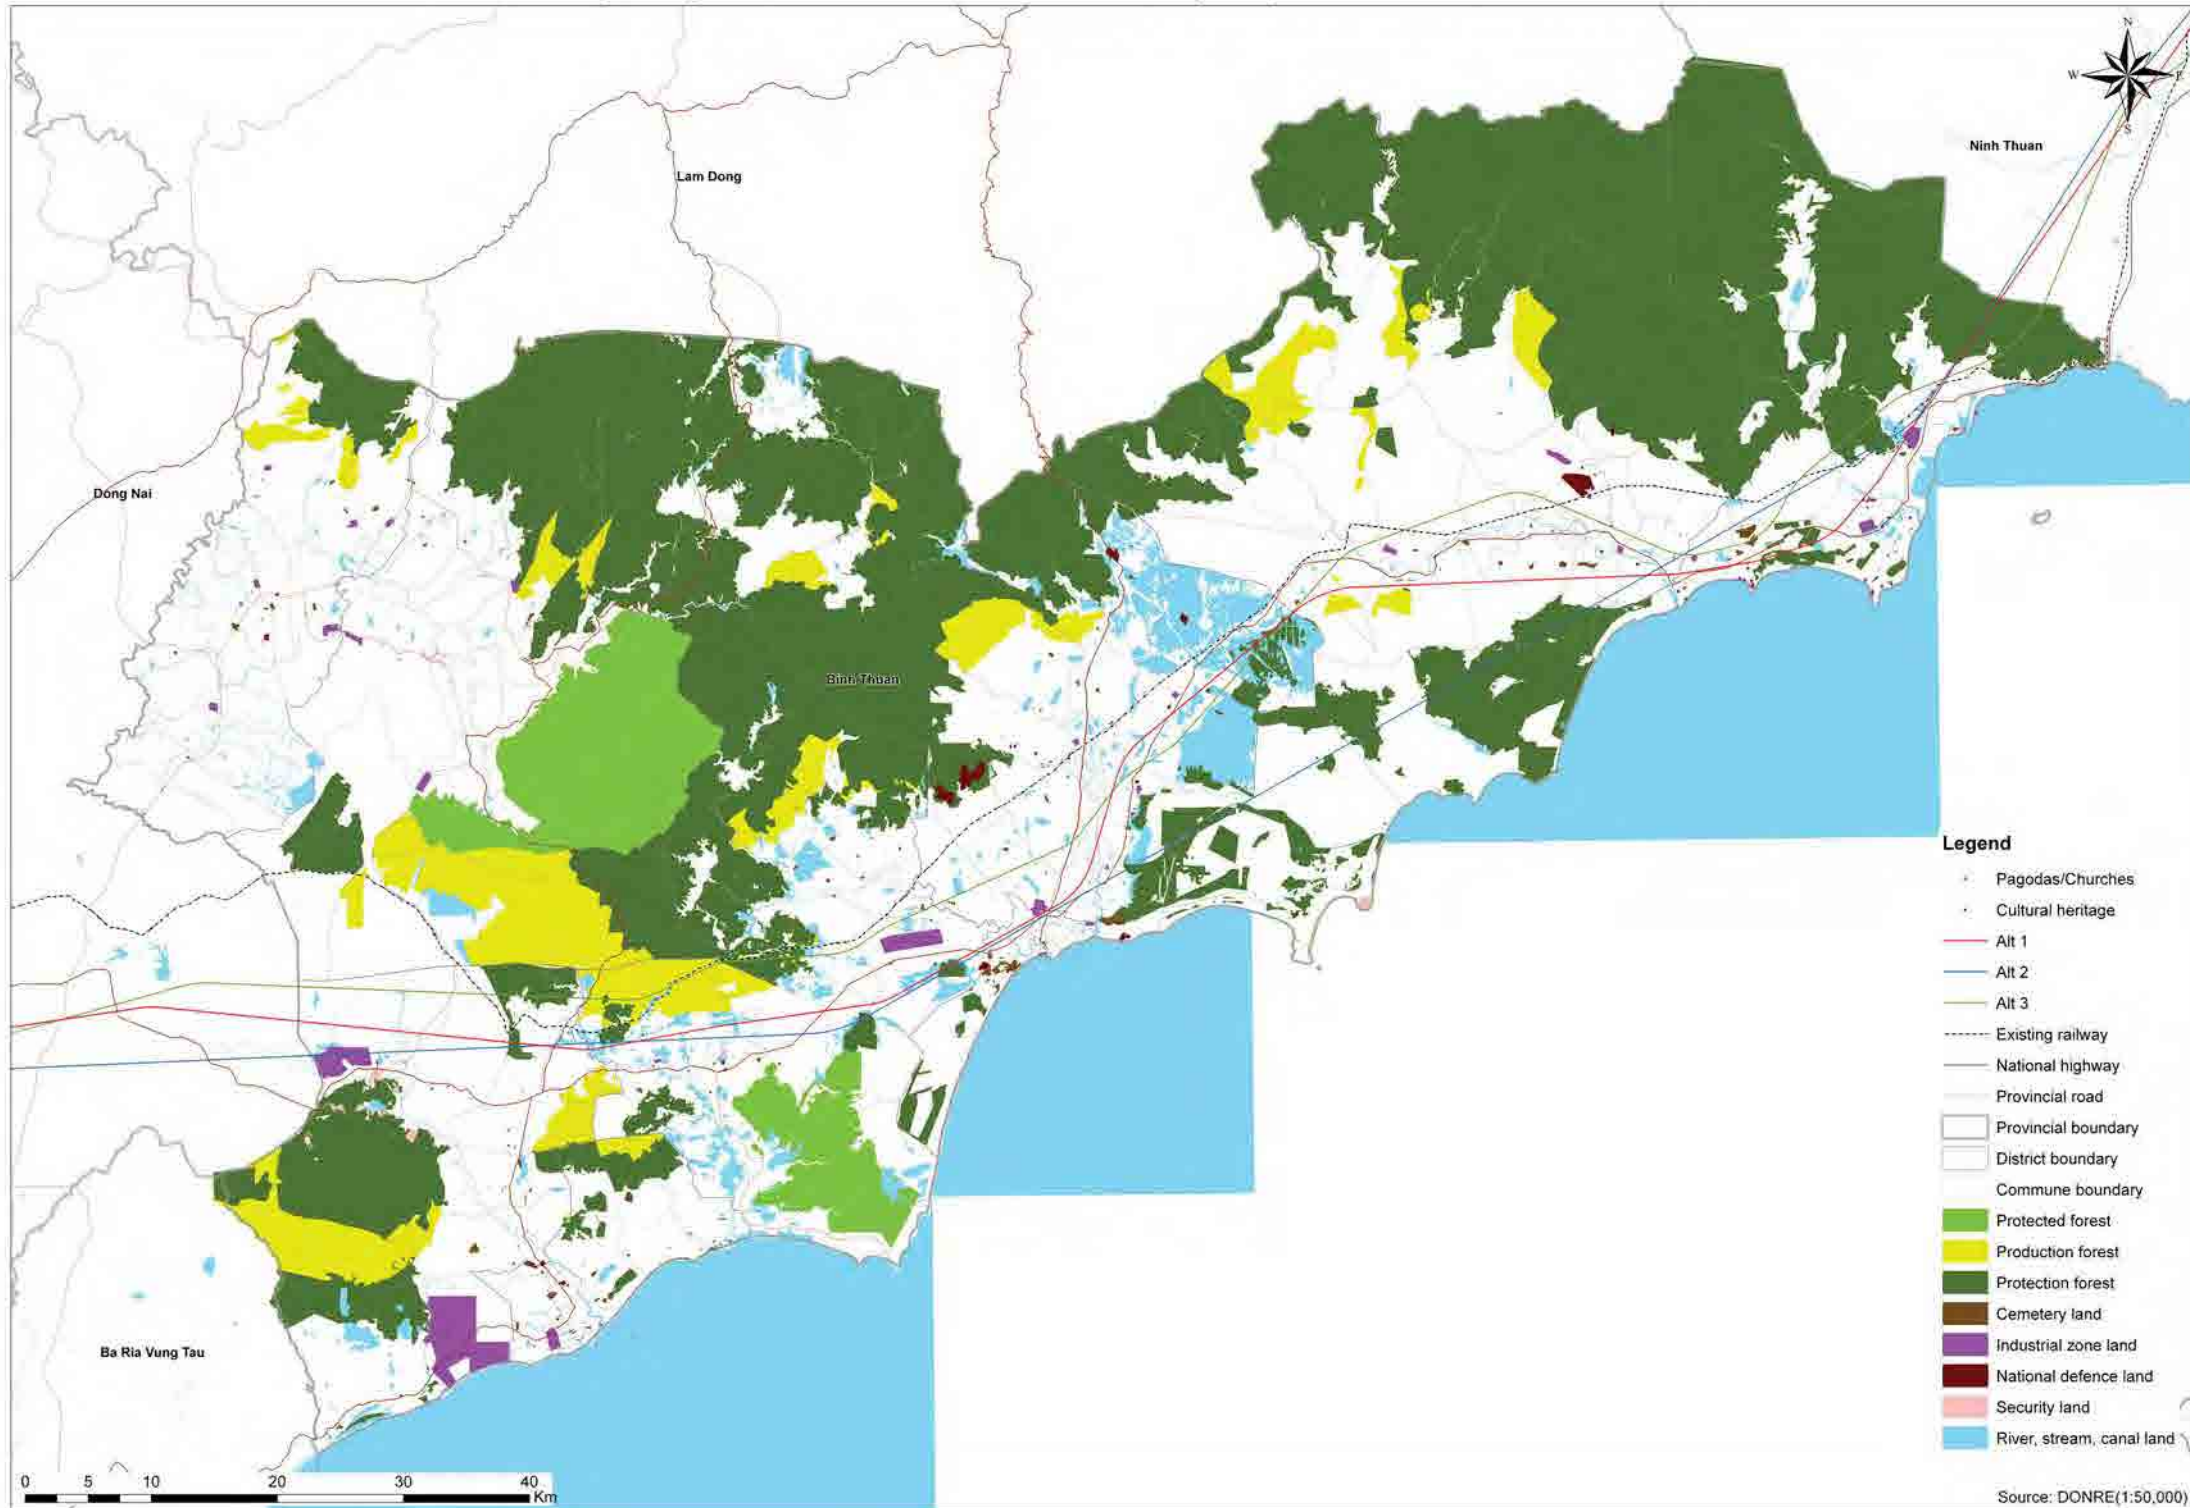 N
W
E
S
Ninh Thuan
Lam Dong
Dong Nai
Binh Thuan
Ba Ria Vung Tau
Legend
Pagodas/Churches
Cultural heritage
Alt 1
Alt 2
Alt 3
Existing railway
National highway
Provincial road
Provincial boundary
District boundary
Commune boundary
Protected forest
Production forest
Protection forest
Cemetery land
Industrial zone land
National defence land
Security land
River, stream, canal land
0 5 10 20 30 40
Km
Source: DONRE(1:50,000)